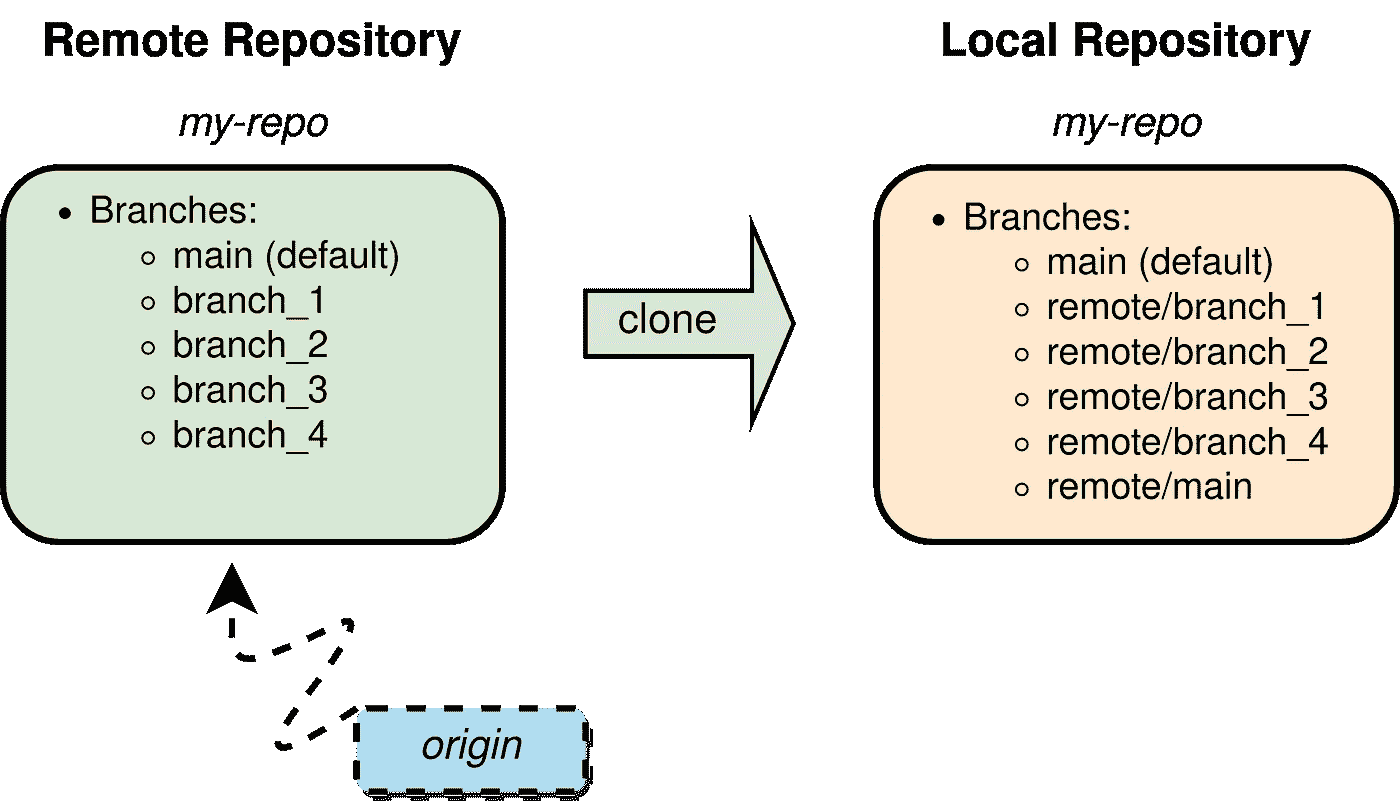 Remote Repository
my-repo
• Branches:
○ main (default)
○ branch_1
○ branch_2
○ branch_3
○ branch_4
clone
Local Repository
my-repo
• Branches:
○ main (default)
○ remote/branch_1
○ remote/branch_2
○ remote/branch_3
○ remote/branch_4
○ remote/main
origin